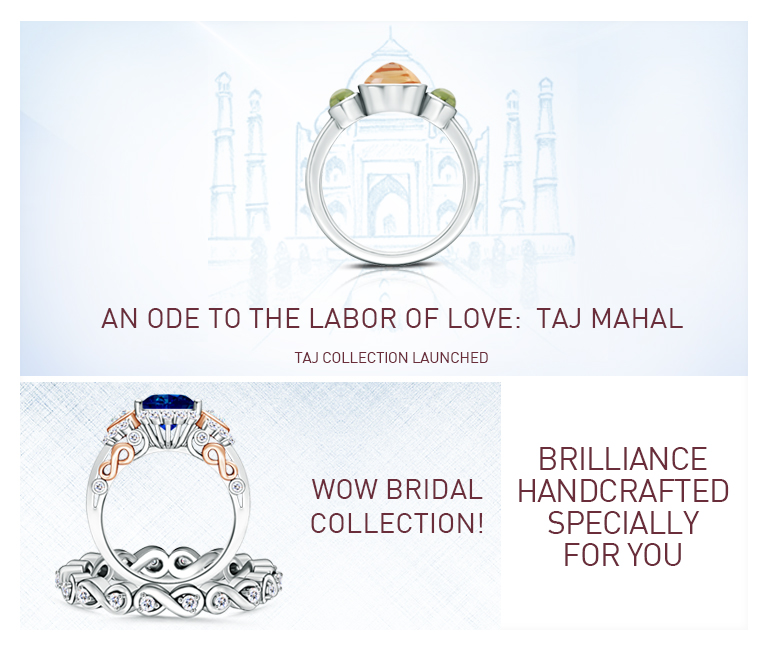 AN ODE TO THE LABOR OF LOVE: TAJ MAHAL
TAJ COLLECTION LAUNCHED
WOW BRIDAL
COLLECTION!
BRILLIANCE
HANDCRAFTED
SPECIALLY
FOR YOU